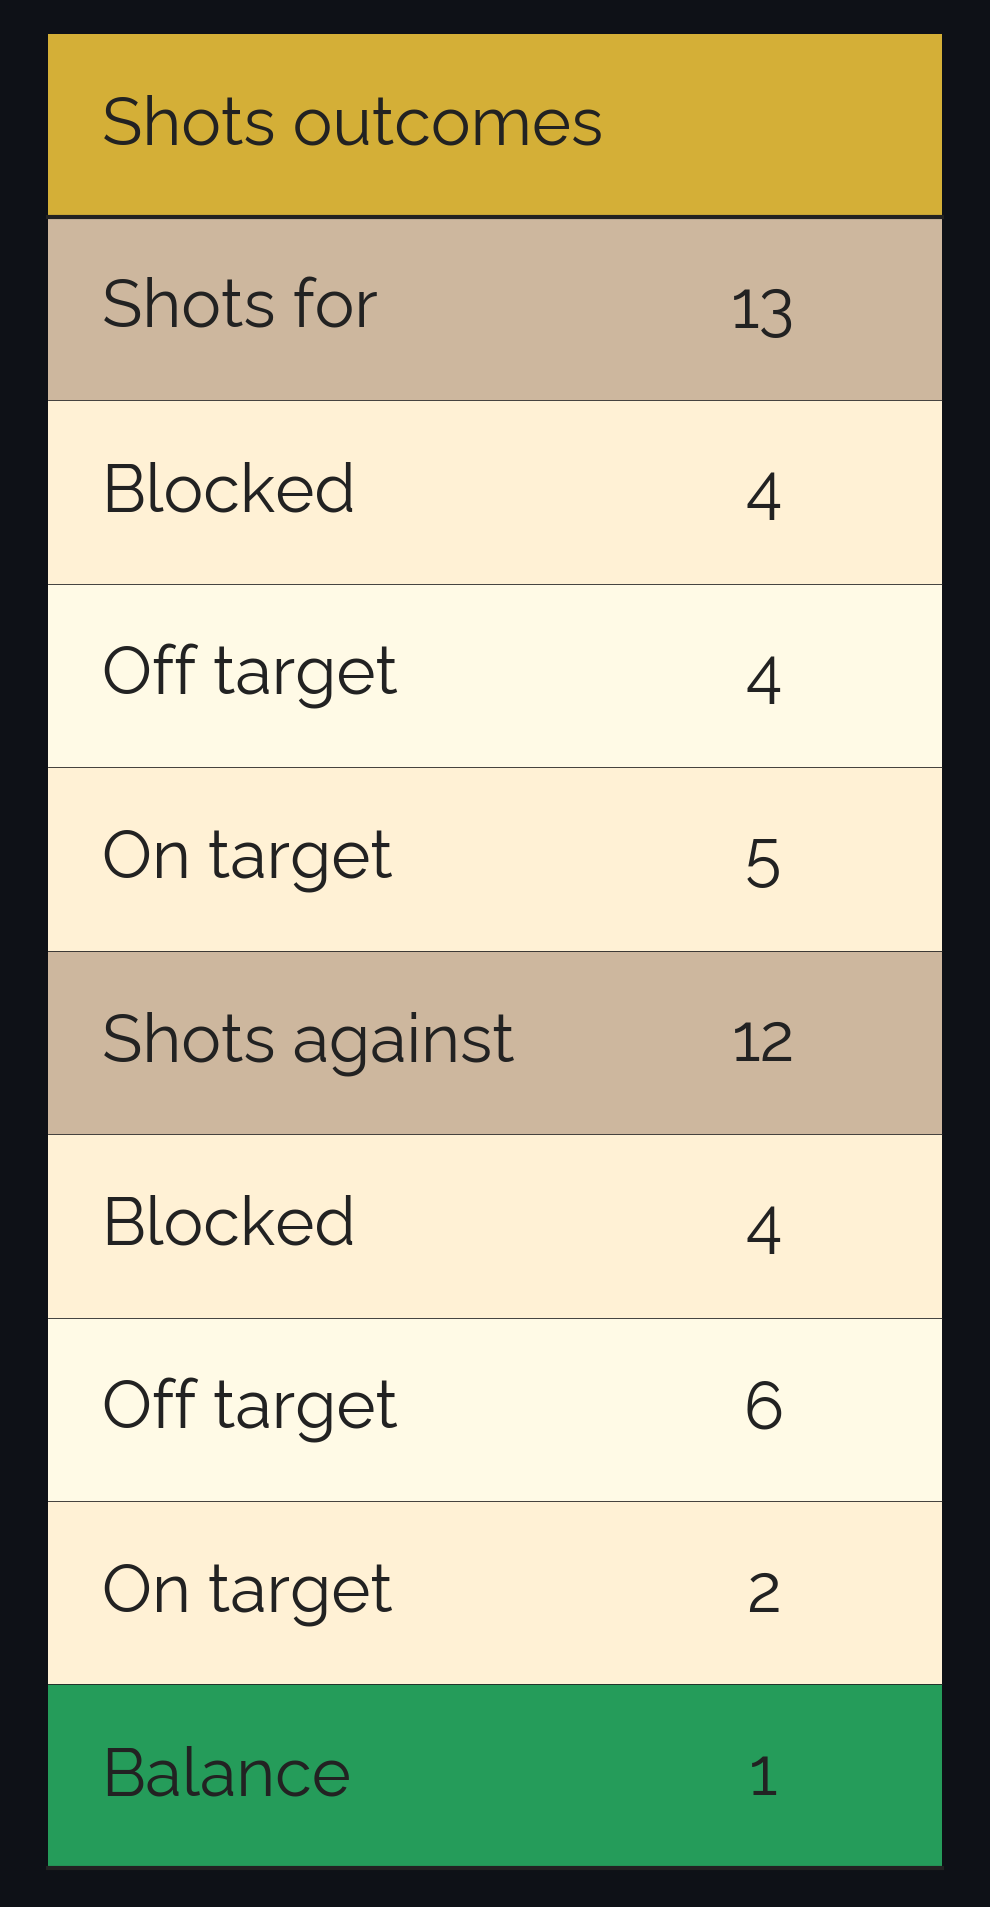 Shots outcomes
Shots for 13
Blocked 4
Off target 4
On target 5
Shots against 12
Blocked 4
Off target 6
On target 2
Balance 1